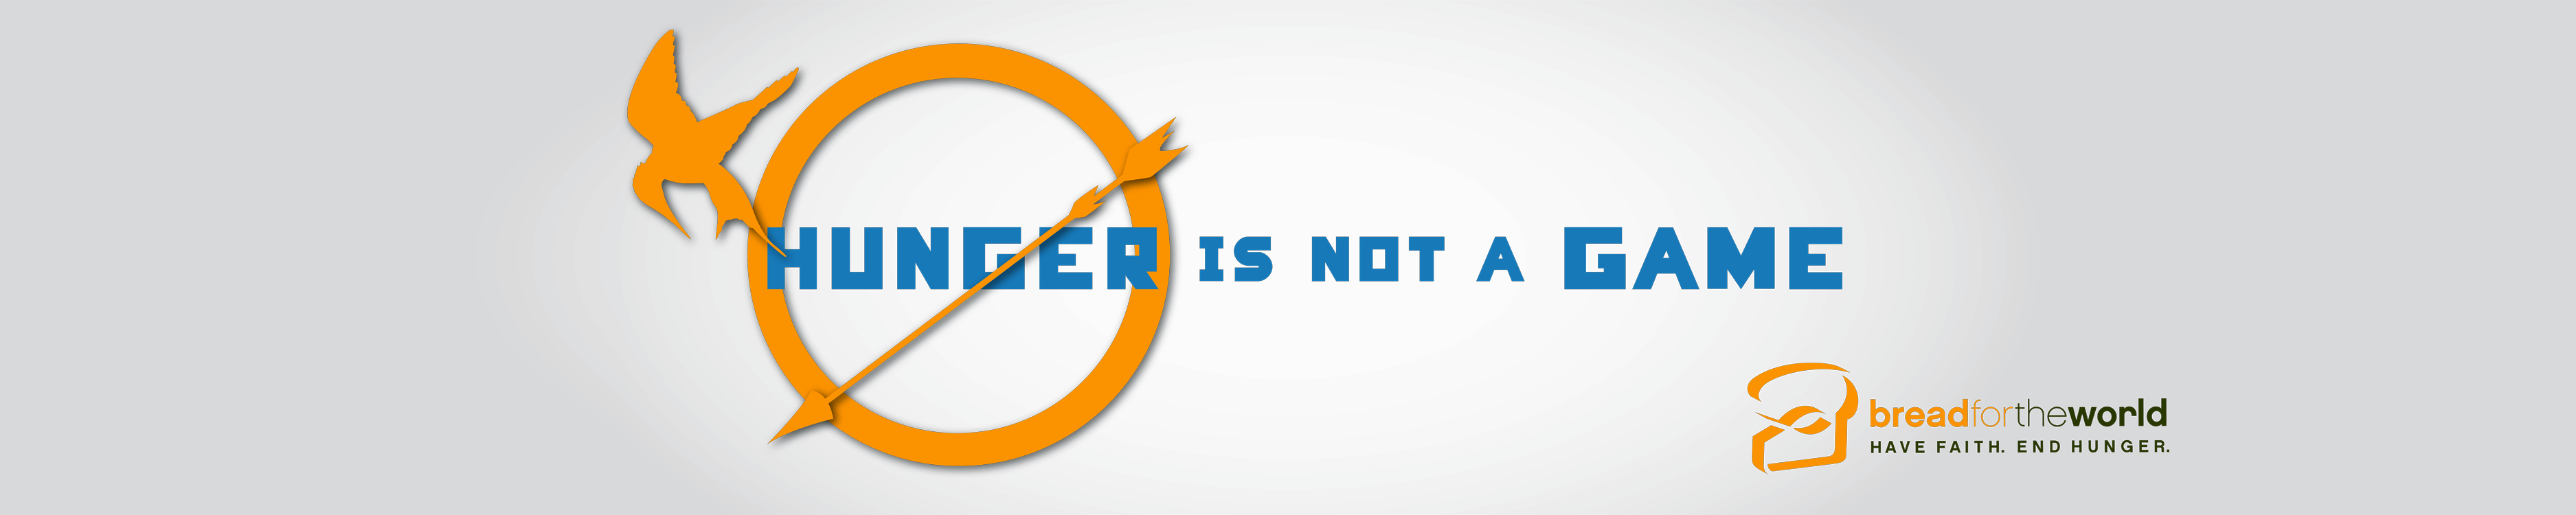 HUNGER IS NOT A GAME
breadfortheworld
HAVE FAITH. END HUNGER.